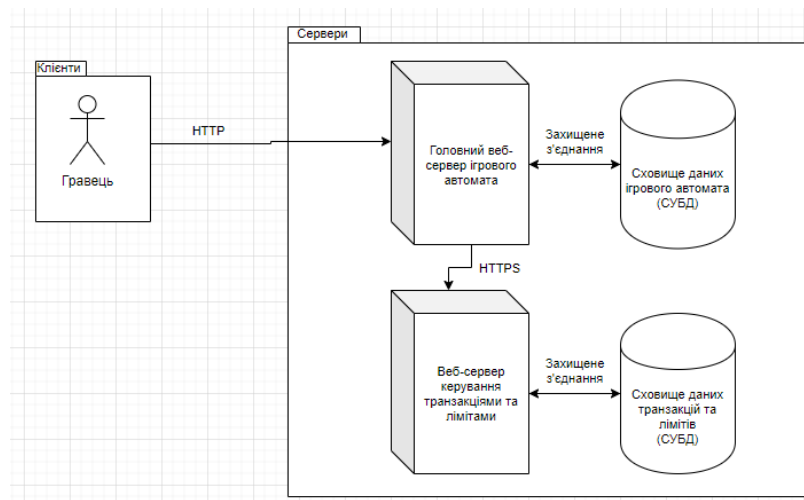 Сервери
Клієнти
HTTP
Гравець
Головний веб-
сервер ігрового
автомата
Захищене
з'єднання
Сховище даних
ігрового автомата
(СУБД)
HTTPS
Веб-сервер
керування
транзакціями та
лімітами
Захищене
з'єднання
Сховище даних
транзакцій та
лімітів
(СУБД)